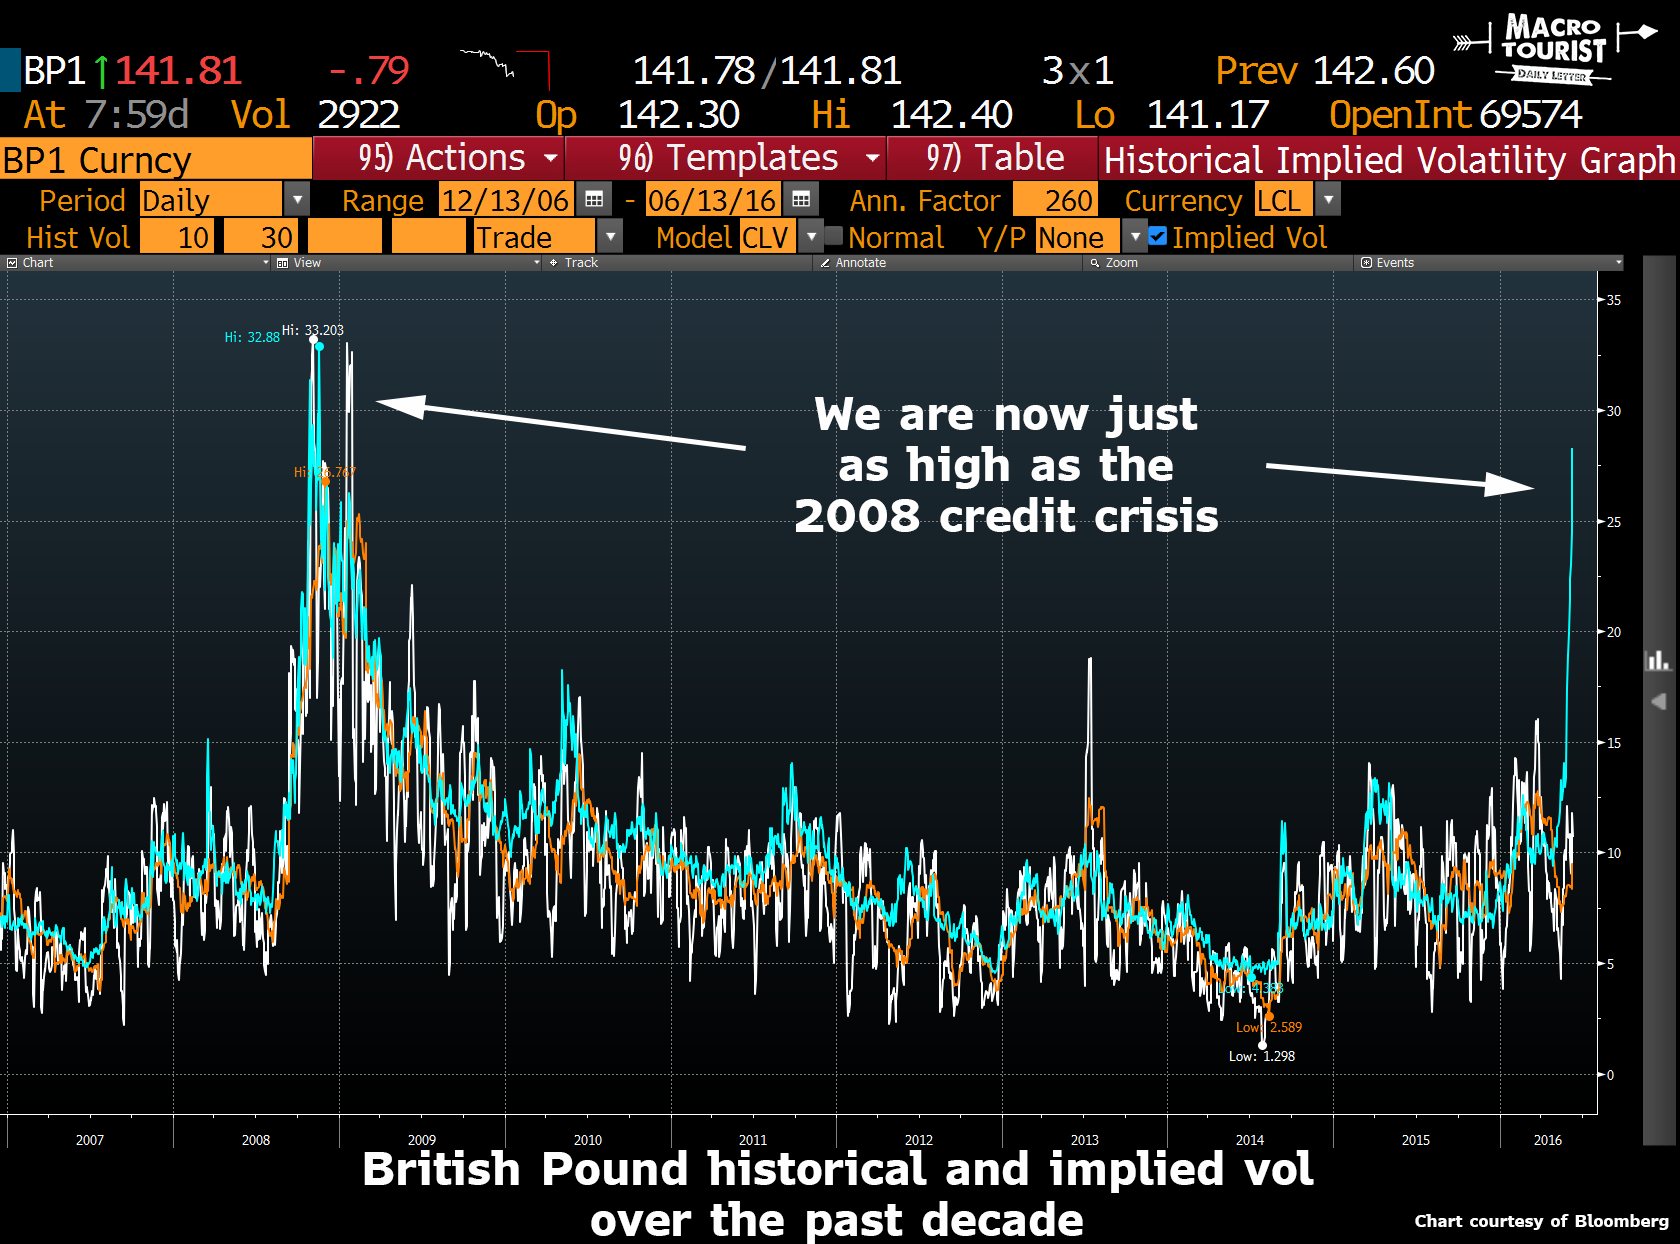 MACRO
TOURIST
DAILY LETTER
BP1 ↑141.81 -.79 141.78/141.81 3x1 Prev 142.60
At 7:59d Vol 2922 Op 142.30 Hi 142.40 Lo 141.17 OpenInt 69574
BP1 Curncy 95) Actions 96) Templates 97) Table Historical Implied Volatility Graph
Period Daily Range 12/13/06 - 06/13/16 Ann. Factor 260 Currency LCL
Hist Vol 10 30 Trade Model CLV Normal Y/P None Implied Vol
Chart View Track Annotate Zoom Events
35
Hi: 33.203
Hi: 32.88
We are now just
as high as the
2008 credit crisis
30
Hi: 26.767
25
20
15
10
5
Low: 4.383
Low: 2.589
Low: 1.298
0
2007 2008 2009 2010 2011 2012 2013 2014 2015 2016
British Pound historical and implied vol
over the past decade
Chart courtesy of Bloomberg